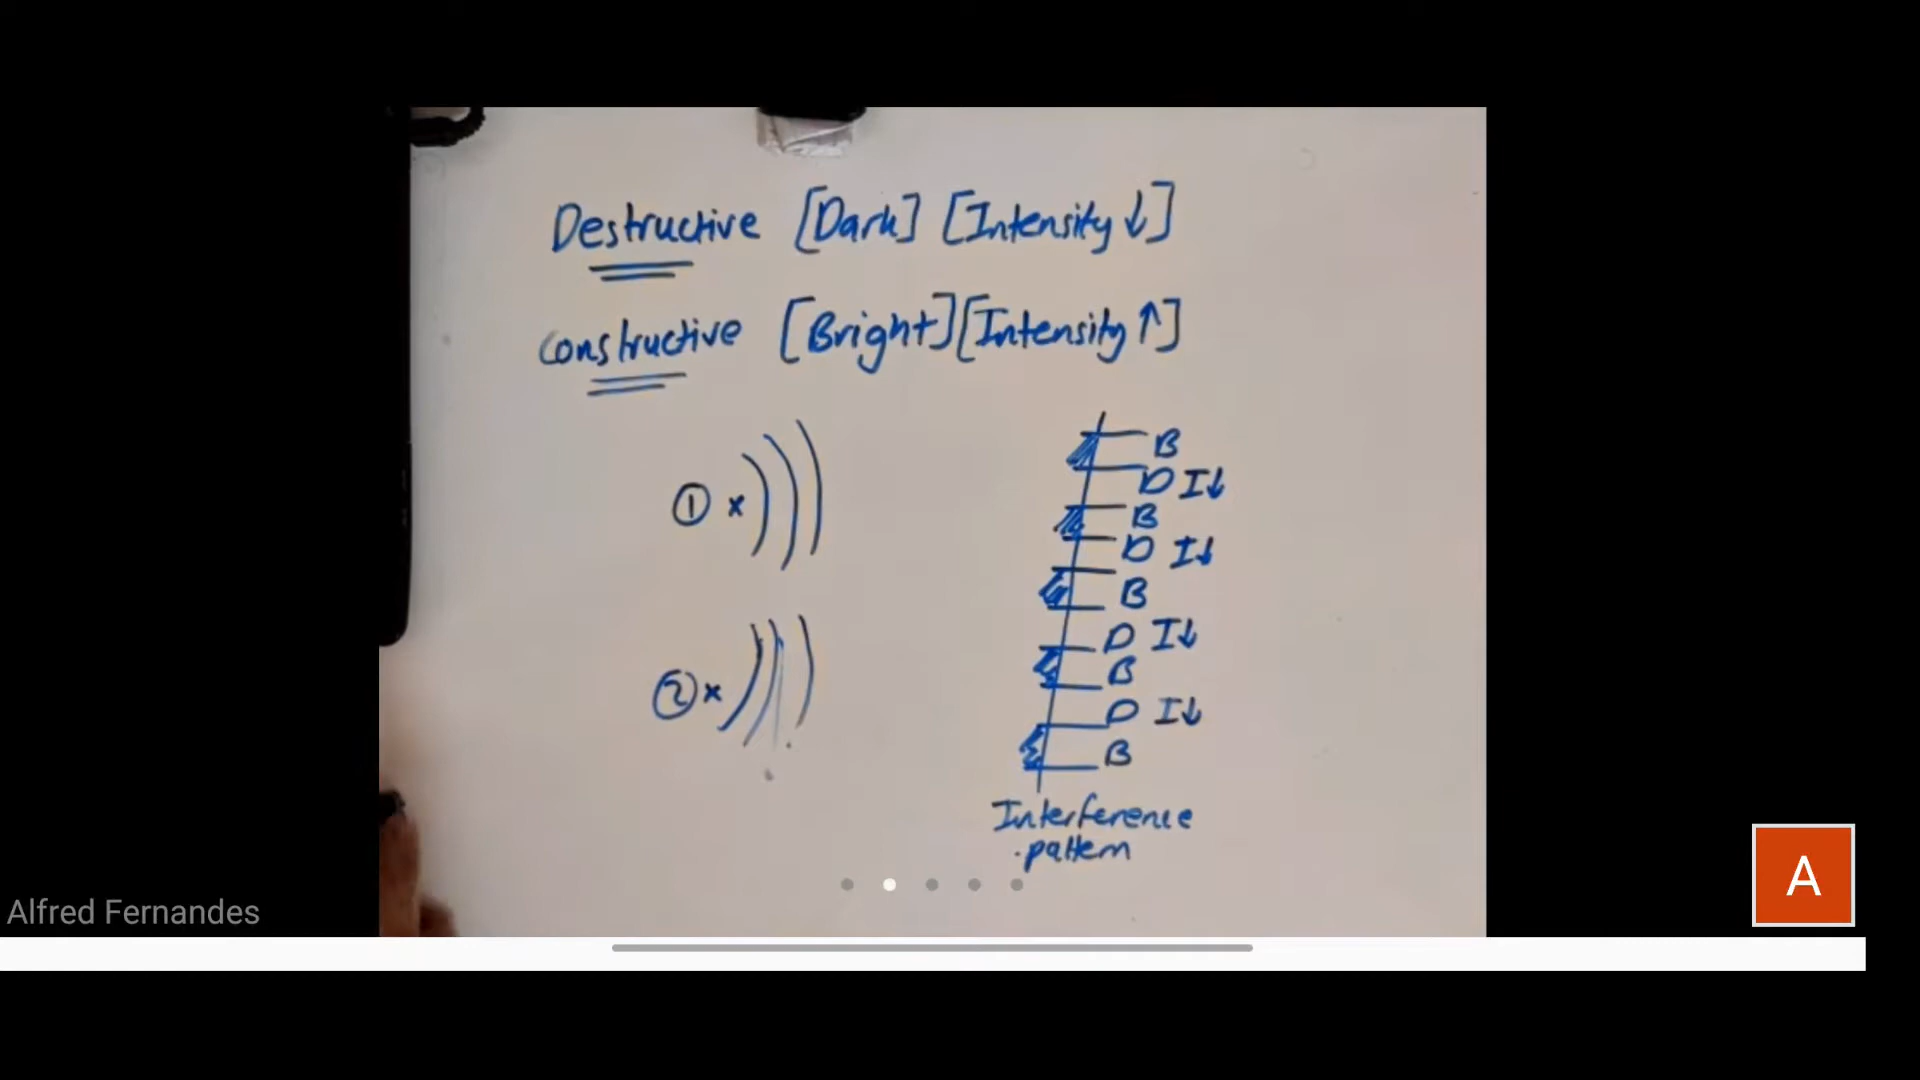 Destructive [Dark] [Intensity ↓]
Constructive [Bright] [Intensity ↑]
① ×
② ×
B
D I↓
B
D I↓
B
D I↓
B
D I↓
B
Interference
pattern
Alfred Fernandes
A